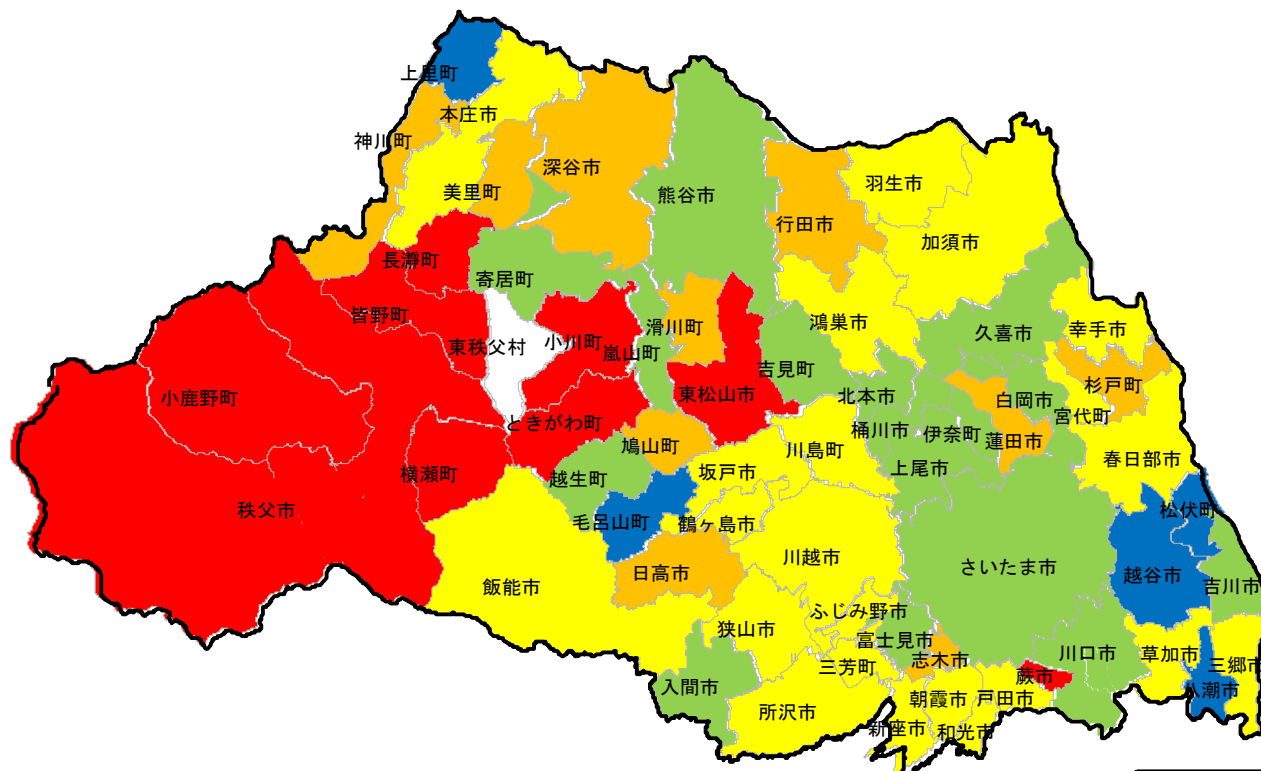 上里町
本庄市
神川町
深谷市
美里町
熊谷市
羽生市
行田市
加須市
長瀞町
寄居町
皆野町
滑川町
鴻巣市
久喜市
幸手市
東秩父村
小川町
嵐山町
吉見町
小鹿野町
東松山市
北本市
白岡市
杉戸町
宮代町
ときがわ町
桶川市
伊奈町
蓮田市
鳩山町
川島町
春日部市
横瀬町
越生町
坂戸市
上尾市
秩父市
毛呂山町
鶴ヶ島市
松伏町
飯能市
日高市
川越市
さいたま市
越谷市
吉川市
ふじみ野市
狭山市
富士見市
志木市
川口市
草加市
三郷市
三芳町
蕨市
入間市
八潮市
所沢市
朝霞市
戸田市
新座市
和光市